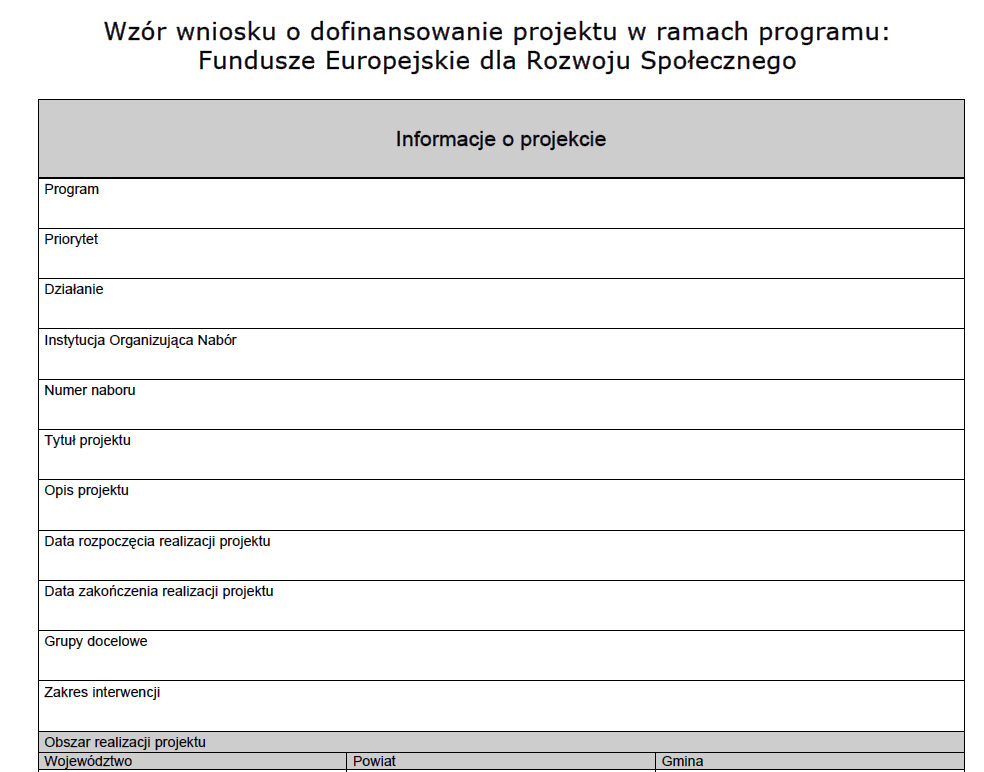 Wzór wniosku o dofinansowanie projektu w ramach programu:
Fundusze Europejskie dla Rozwoju Społecznego
Informacje o projekcie
Program
Priorytet
Działanie
Instytucja Organizująca Nabór
Numer naboru
Tytuł projektu
Opis projektu
Data rozpoczęcia realizacji projektu
Data zakończenia realizacji projektu
Grupy docelowe
Zakres interwencji
Obszar realizacji projektu
Województwo Powiat Gmina